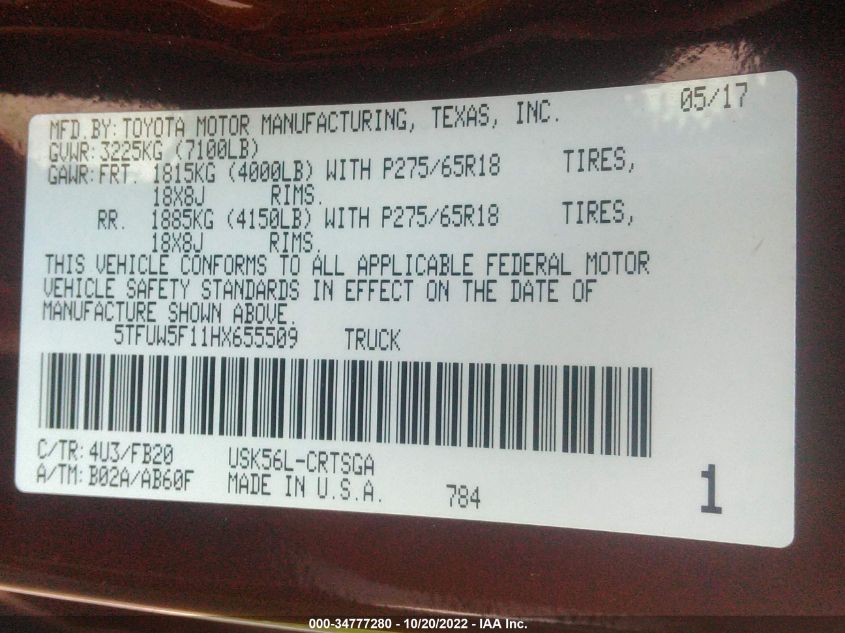 05/17
MFD.BY: TOYOTA MOTOR MANUFACTURING, TEXAS, INC.
GVWR: 3225KG (7100LB)
GAWR: FRT. 1815KG (4000LB) WITH P275/65R18 TIRES,
18X8J RIMS.
RR. 1885KG (4150LB) WITH P275/65R18 TIRES,
18X8J RIMS.
THIS VEHICLE CONFORMS TO ALL APPLICABLE FEDERAL MOTOR
VEHICLE SAFETY STANDARDS IN EFFECT ON THE DATE OF
MANUFACTURE SHOWN ABOVE.
5TFUW5F11HX655509 TRUCK
C/TR: 4U3/FB20 USK56L-CRTSGA
A/TM: B02A/AB60F MADE IN U.S.A. 784 1
000-34777280 - 10/20/2022 - IAA Inc.